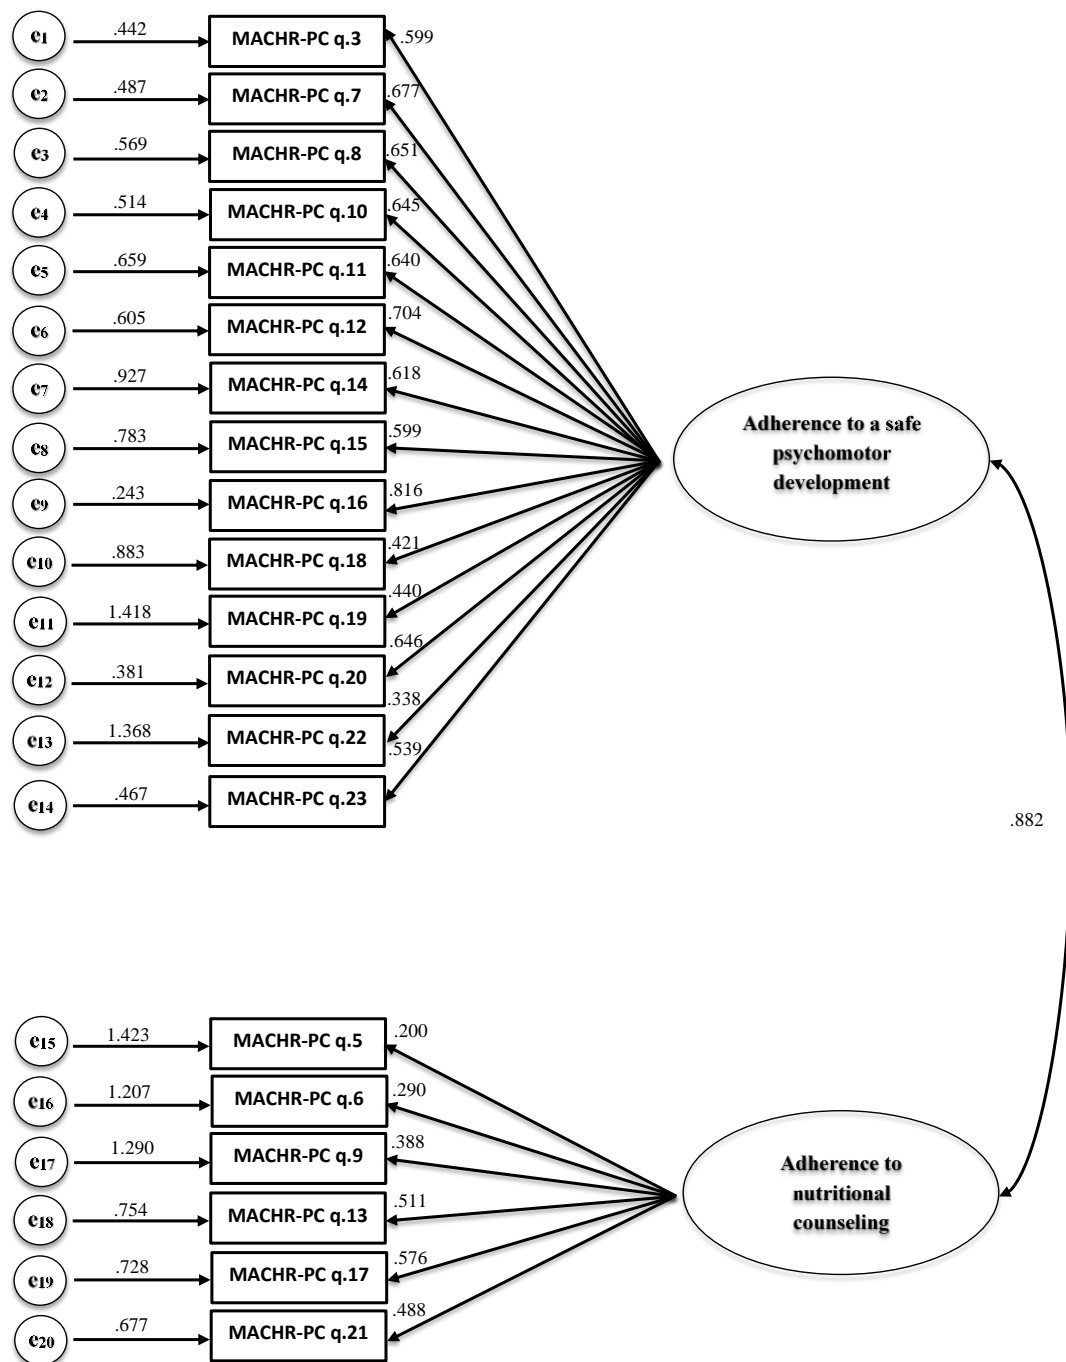 e1 .442 MACHR-PC q.3 .599
e2 .487 MACHR-PC q.7 .677
e3 .569 MACHR-PC q.8 .651
e4 .514 MACHR-PC q.10 .645
e5 .659 MACHR-PC q.11 .640
e6 .605 MACHR-PC q.12 .704
e7 .927 MACHR-PC q.14 .618
e8 .783 MACHR-PC q.15 .599
e9 .243 MACHR-PC q.16 .816
e10 .883 MACHR-PC q.18 .421
e11 1.418 MACHR-PC q.19 .440
e12 .381 MACHR-PC q.20 .646
e13 1.368 MACHR-PC q.22 .338
e14 .467 MACHR-PC q.23 .539
Adherence to a safe
psychomotor
development
.882
e15 1.423 MACHR-PC q.5 .200
e16 1.207 MACHR-PC q.6 .290
e17 1.290 MACHR-PC q.9 .388
e18 .754 MACHR-PC q.13 .511
e19 .728 MACHR-PC q.17 .576
e20 .677 MACHR-PC q.21 .488
Adherence to
nutritional
counseling